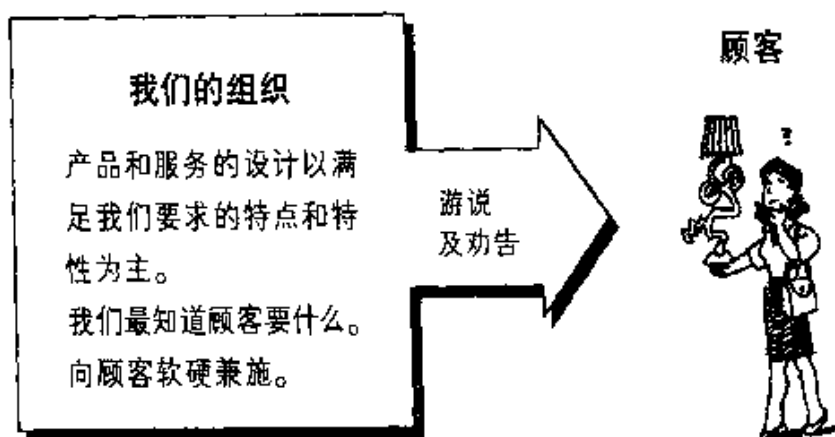 顾客
我们的组织
?
产品和服务的设计以满
足我们要求的特点和特
性为主。
我们最知道顾客要什么。
向顾客软硬兼施。
游说
及劝告